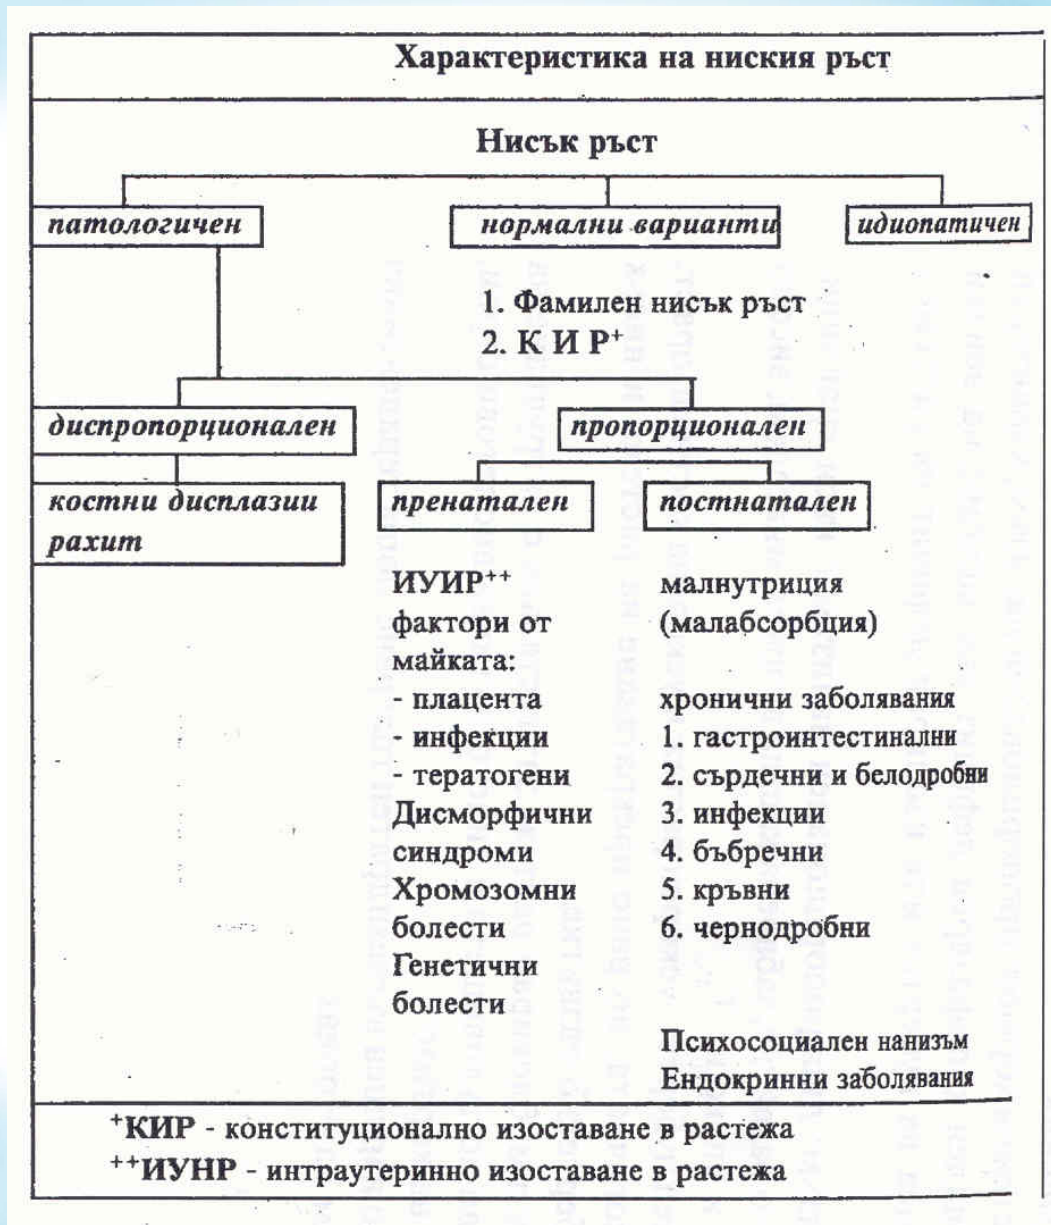 Характеристика на ниския ръст
Нисък ръст
патологичен
нормални варианти
идиопатичен
1. Фамилен нисък ръст
2. К И Р+
диспропорционален
пропорционален
костни дисплазии
рахит
пренатален
постнатален
ИУИР++
фактори от
майката:
- плацента
- инфекции
- тератогени
Дисморфични
синдроми
Хромозомни
болести
Генетични
болести
малнутриция
(малабсорбция)
хронични заболявания
1. гастроинтестинални
2. сърдечни и белодробни
3. инфекции
4. бъбречни
5. кръвни
6. чернодробни
Психосоциален нанизъм
Ендокринни заболявания
+КИР - конституционално изоставане в растежа
++ИУНР - интраутеринно изоставане в растежа